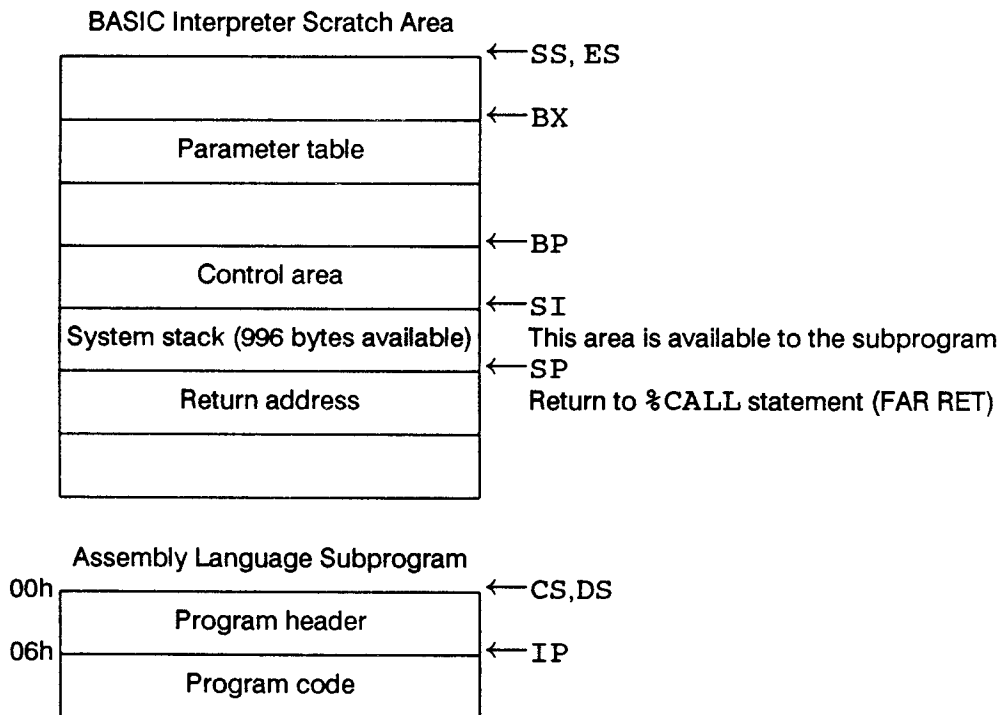 BASIC Interpreter Scratch Area
←SS, ES
←BX
Parameter table
←BP
Control area
←SI
System stack (996 bytes available) This area is available to the subprogram
←SP
Return address Return to %CALL statement (FAR RET)
Assembly Language Subprogram
00h ←CS,DS
Program header
06h ←IP
Program code